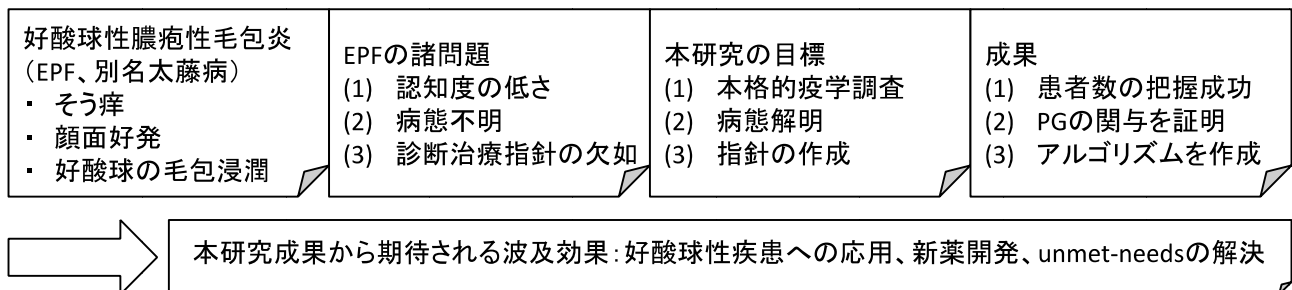 好酸球性膿疱性毛包炎
（EPF、別名太藤病）
・ そう痒
・ 顔面好発
・ 好酸球の毛包浸潤
EPFの諸問題
(1) 認知度の低さ
(2) 病態不明
(3) 診断治療指針の欠如
本研究の目標
(1) 本格的疫学調査
(2) 病態解明
(3) 指針の作成
成果
(1) 患者数の把握成功
(2) PGの関与を証明
(3) アルゴリズムを作成
本研究成果から期待される波及効果：好酸球性疾患への応用、新薬開発、unmet-needsの解決